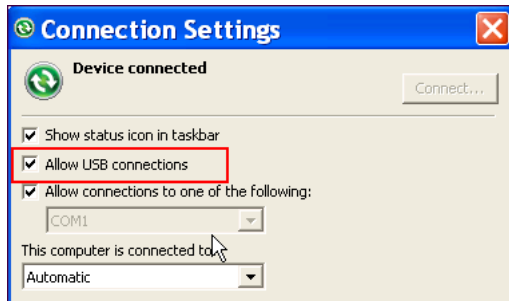 Connection Settings
Device connected
Connect...
Show status icon in taskbar
Allow USB connections
Allow connections to one of the following:
COM1
This computer is connected to:
Automatic